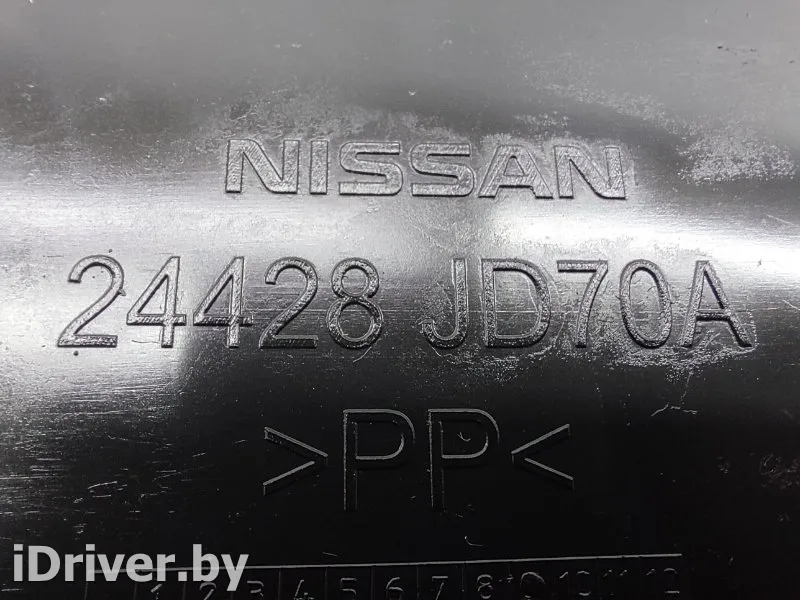 NISSAN
24428 JD70A
>PP<
1 2 3 4 5 6 7 8 9 10 11 12
iDriver.by